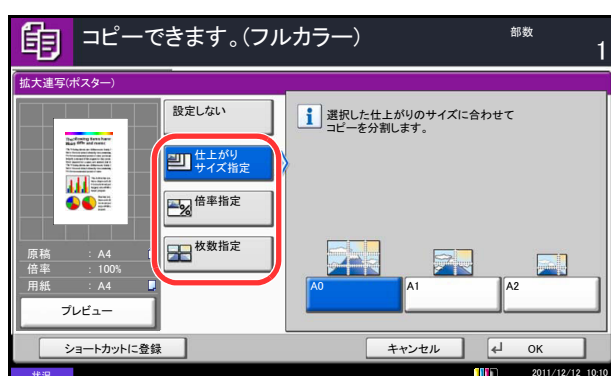 コピーできます。(フルカラー)
部数
1
拡大連写(ポスター)
設定しない
仕上がり
サイズ指定
倍率指定
枚数指定
選択した仕上がりのサイズに合わせて
コピーを分割します。
原稿 : A4
倍率 : 100%
用紙 : A4
プレビュー
A0
A1
A2
ショートカットに登録
キャンセル
OK
状況
2011/12/12 10:10